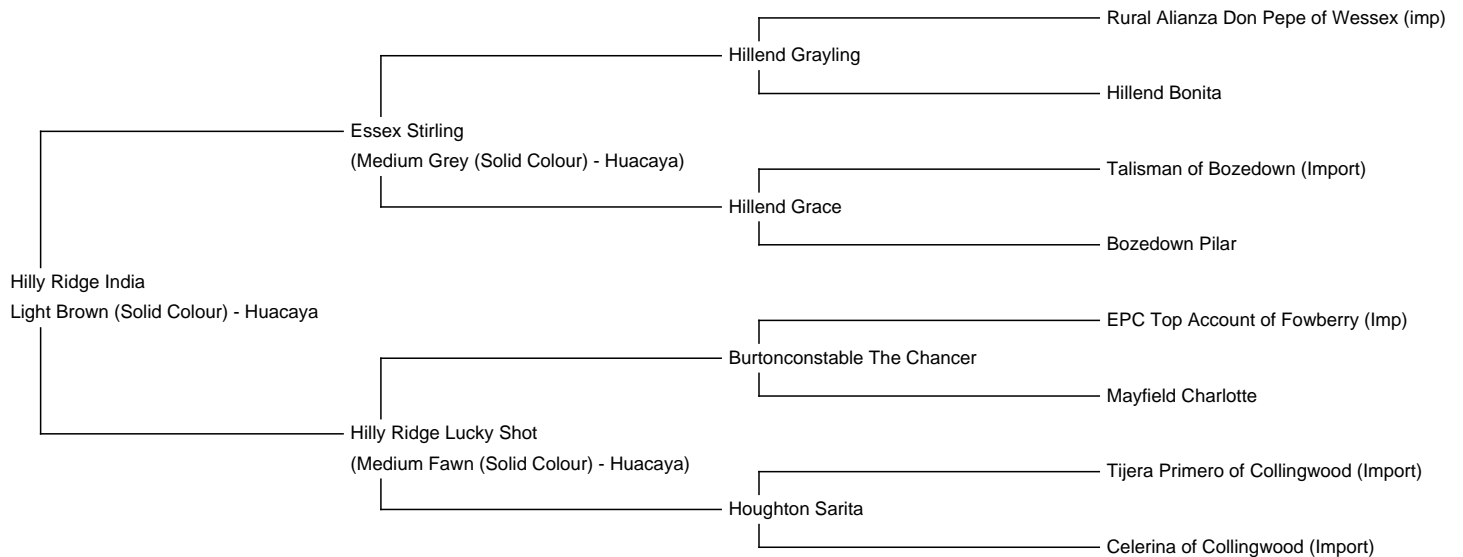 Rural Alianza Don Pepe of Wessex (imp)
Hillend Grayling
Hillend Bonita
Essex Stirling
(Medium Grey (Solid Colour) - Huacaya)
Talisman of Bozedown (Import)
Hillend Grace
Bozedown Pilar
Hilly Ridge India
Light Brown (Solid Colour) - Huacaya
EPC Top Account of Fowberry (Imp)
Burtonconstable The Chancer
Mayfield Charlotte
Hilly Ridge Lucky Shot
(Medium Fawn (Solid Colour) - Huacaya)
Tijera Primero of Collingwood (Import)
Houghton Sarita
Celerina of Collingwood (Import)